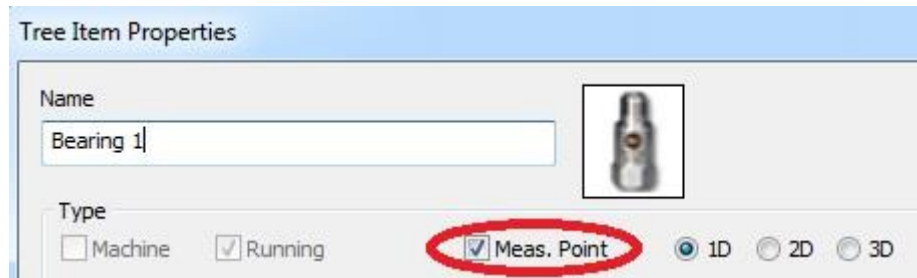 Tree Item Properties
Name
Bearing 1
Type
Machine Running Meas. Point 1D 2D 3D